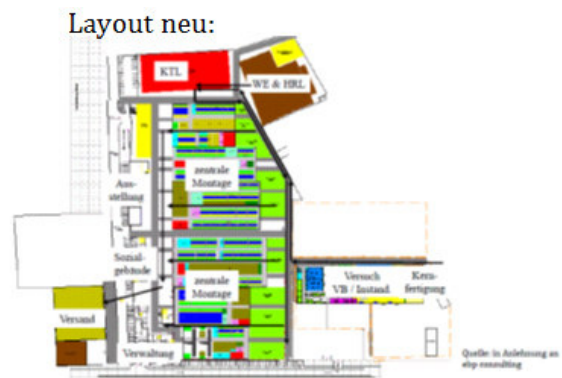 Layout neu:
KTL
WE & HRL
zentrale
Montage
Aus-
stellung
Sozial-
gebäude
zentrale
Montage
Versuch
VB / Instand.
Kern-
fertigung
Versand
Verwaltung
Quelle: in Anlehnung an
ebp consulting